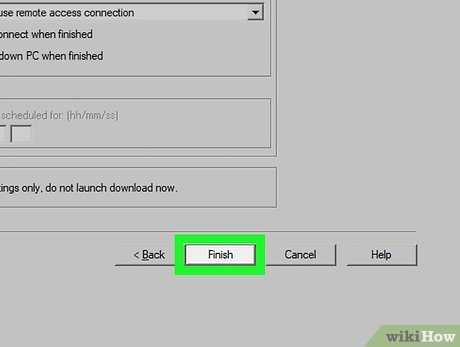 use remote access connection
onnect when finished
down PC when finished
scheduled for: (hh/mm/ss)
ings only, do not launch download now.
< Back
Finish
Cancel
Help
wikiHow